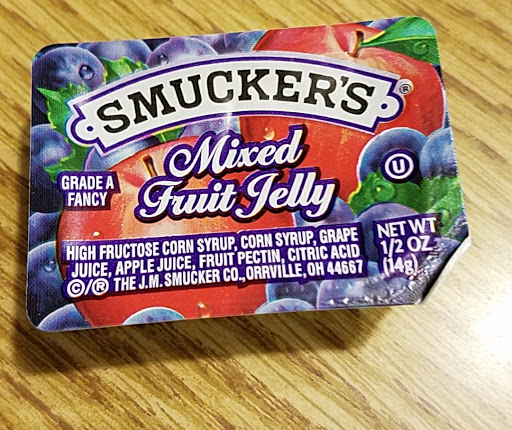 SMUCKER'S®
Mixed
Fruit Jelly
GRADE A
FANCY
U
HIGH FRUCTOSE CORN SYRUP, CORN SYRUP, GRAPE
JUICE, APPLE JUICE, FRUIT PECTIN, CITRIC ACID
©/® THE J.M. SMUCKER CO., ORRVILLE, OH 44667
NET WT
1/2 OZ
(14g)